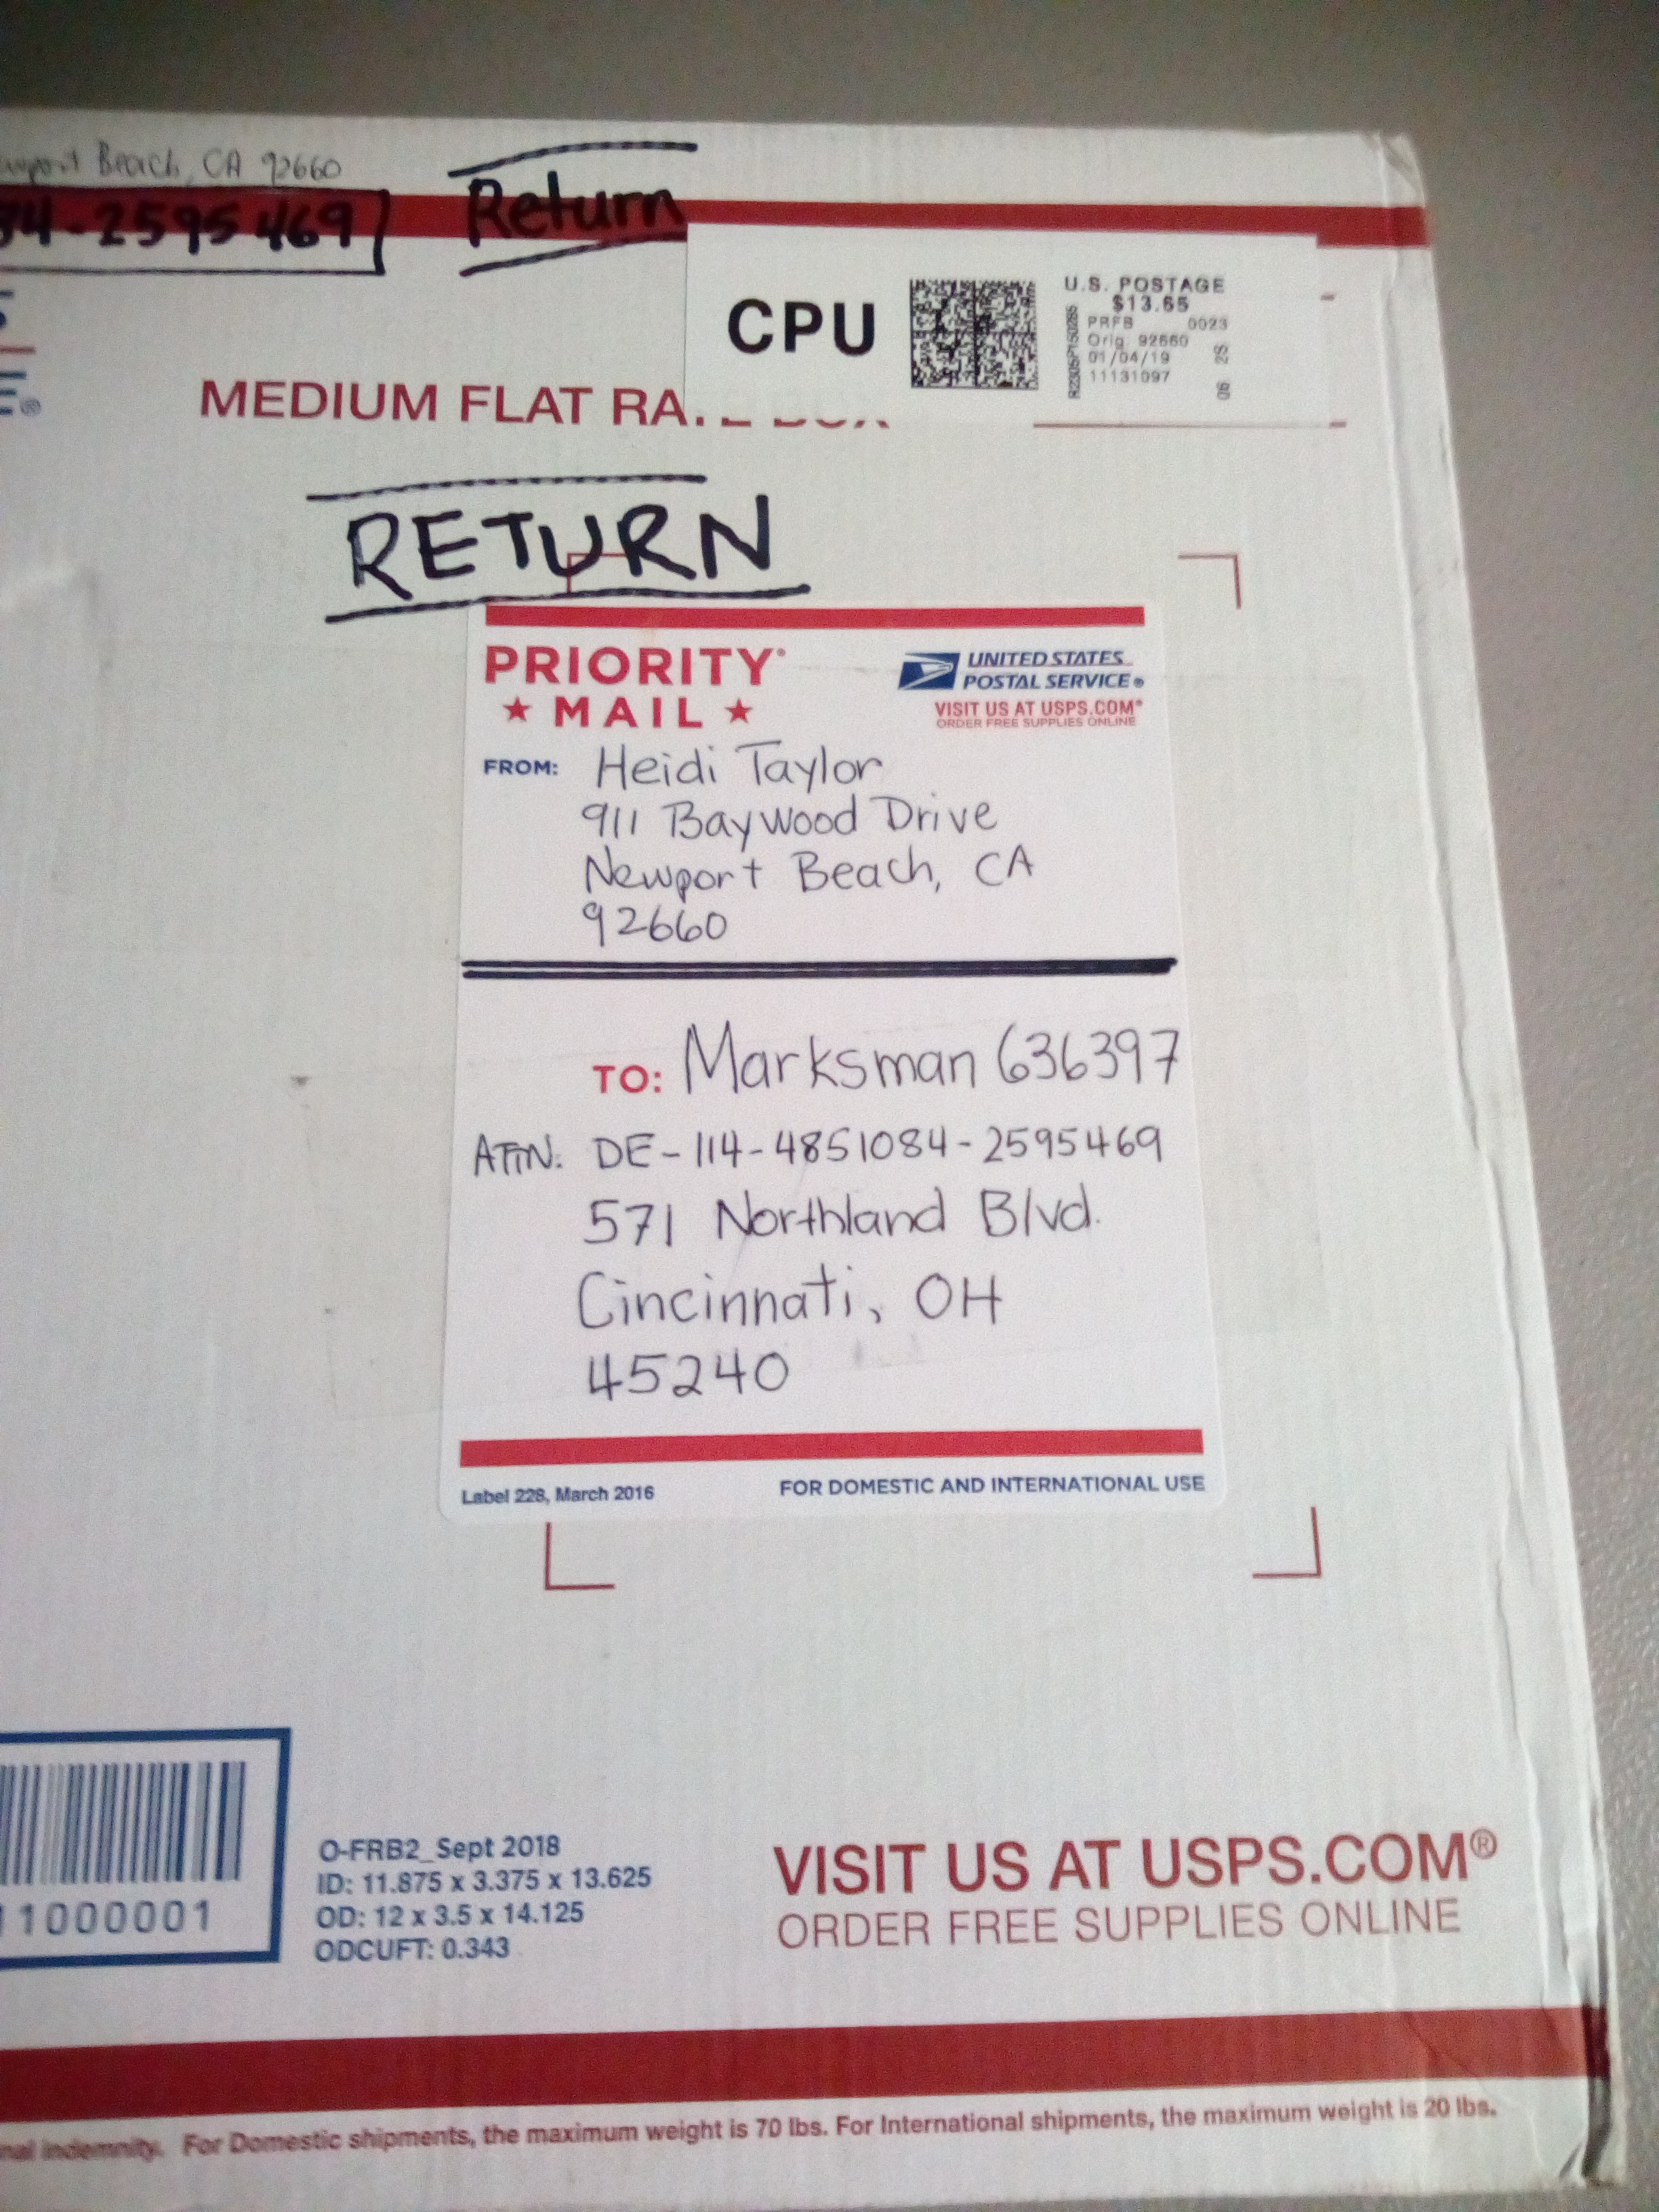 Beach, CA 92660
34-2595469
Return
CPU
U.S. POSTAGE
$13.65
PRFB 0023
Orig 92660
01/04/19
11131097
06 2S
R2305P150285
MEDIUM FLAT
RETURN
PRIORITY
★ MAIL ★
UNITED STATES
POSTAL SERVICE®
VISIT US AT USPS.COM®
ORDER FREE SUPPLIES ONLINE
FROM: Heidi Taylor
911 Baywood Drive
Newport Beach, CA
92660
TO: Marksman 636397
ATTN: DE-114-4851084-2595469
571 Northland Blvd.
Cincinnati, OH
45240
Label 228, March 2016 FOR DOMESTIC AND INTERNATIONAL USE
11000001
O-FRB2_Sept 2018
ID: 11.875 x 3.375 x 13.625
OD: 12 x 3.5 x 14.125
ODCUFT: 0.343
VISIT US AT USPS.COM®
ORDER FREE SUPPLIES ONLINE
indemnity. For Domestic shipments, the maximum weight is 70 lbs. For International shipments, the maximum weight is 20 lbs.